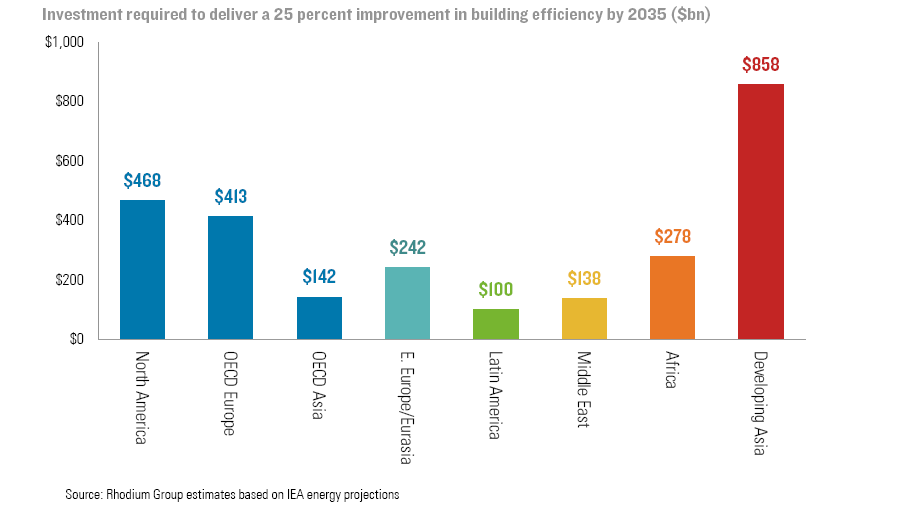 Investment required to deliver a 25 percent improvement in building efficiency by 2035 ($bn)
$1,000
$800
$600
$400
$200
$0
$468
$413
$142
$242
$100
$138
$278
$858
North America
OECD Europe
OECD Asia
E. Europe/Eurasia
Latin America
Middle East
Africa
Developing Asia
Source: Rhodium Group estimates based on IEA energy projections